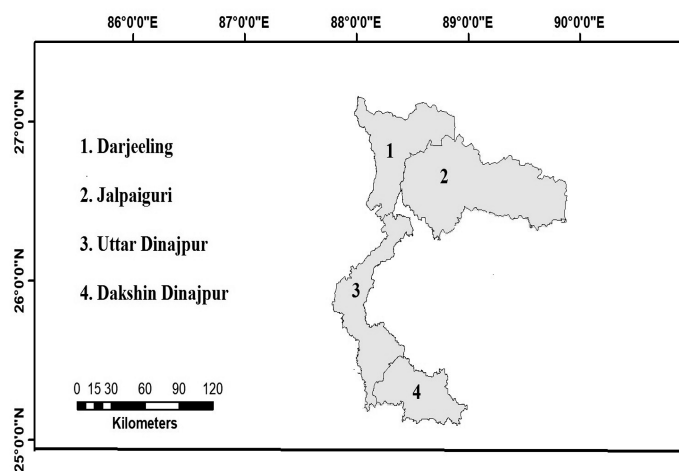 86°0'0"E 87°0'0"E 88°0'0"E 89°0'0"E 90°0'0"E
27°0'0"N
26°0'0"N
25°0'0"N
1. Darjeeling
2. Jalpaiguri
3. Uttar Dinajpur
4. Dakshin Dinajpur
1
2
3
4
0 15 30 60 90 120
Kilometers